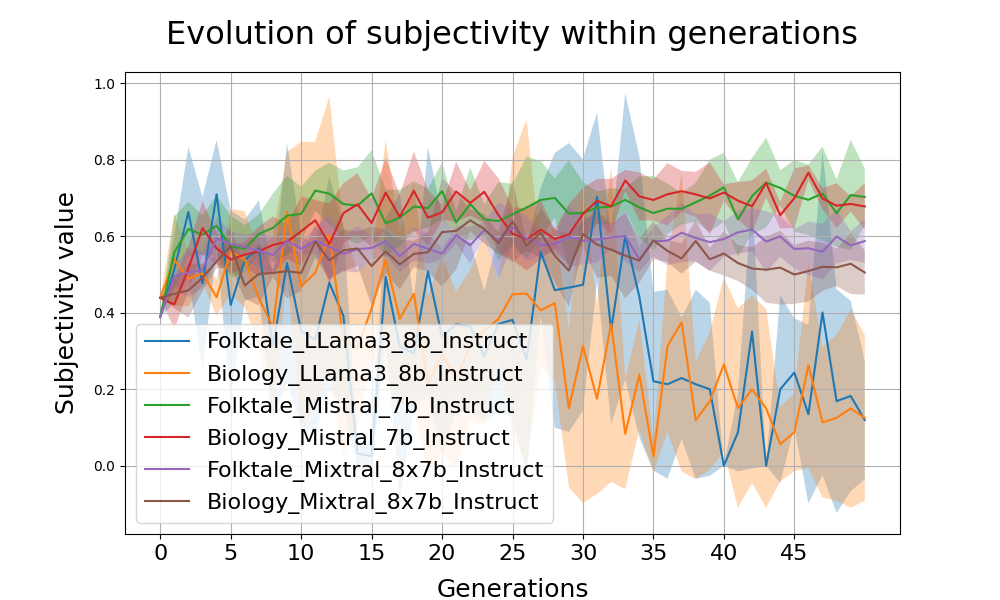 Evolution of subjectivity within generations
Subjectivity value
1.0
0.8
0.6
0.4
0.2
0.0
Folktale_LLama3_8b_Instruct
Biology_LLama3_8b_Instruct
Folktale_Mistral_7b_Instruct
Biology_Mistral_7b_Instruct
Folktale_Mixtral_8x7b_Instruct
Biology_Mixtral_8x7b_Instruct
0 5 10 15 20 25 30 35 40 45
Generations